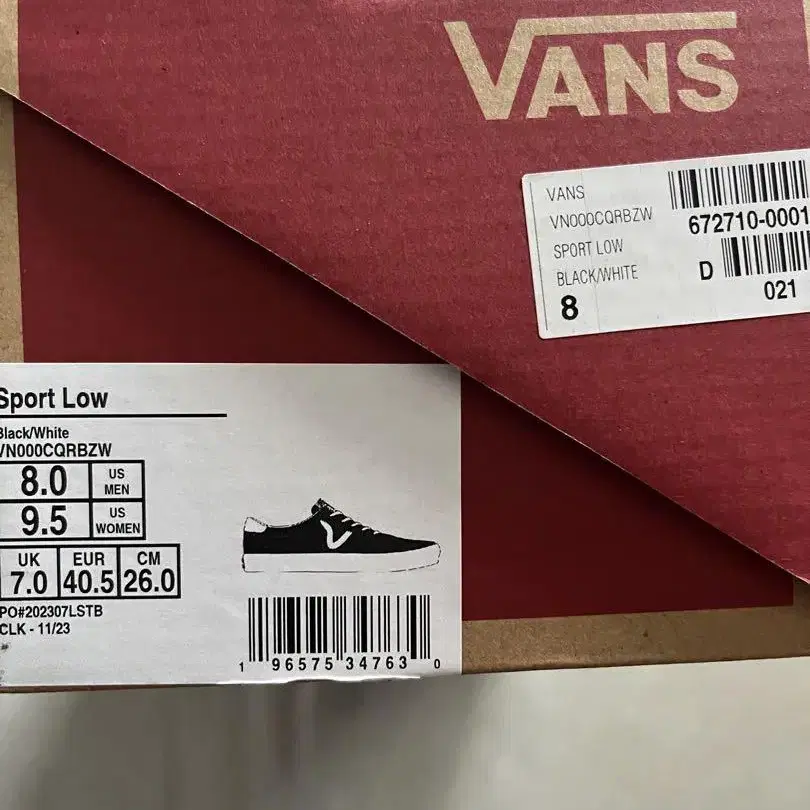 VANS
VANS
VN000CQRBZW
SPORT LOW
BLACK/WHITE
8
672710-0001
D
021
Sport Low
Black/White
VN000CQRBZW
8.0 US MEN
9.5 US WOMEN
UK EUR CM
7.0 40.5 26.0
PO#202307LSTB
CLK - 11/23
1 96575 34763 0